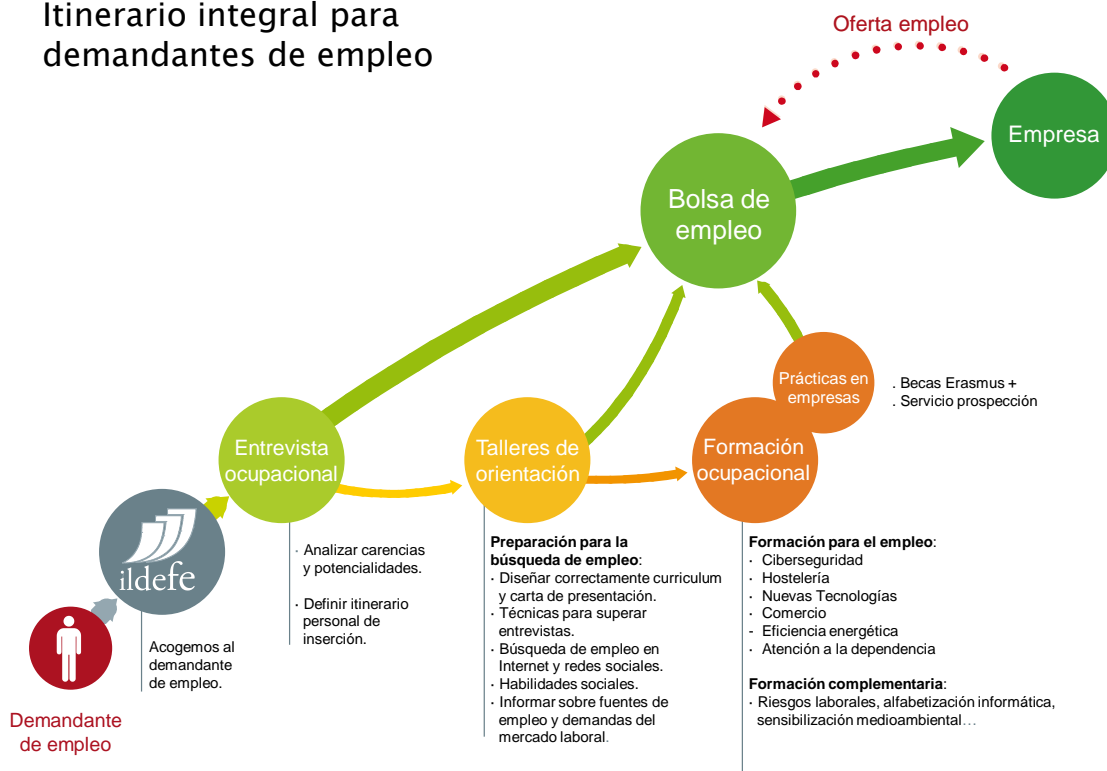 Itinerario integral para
demandantes de empleo
Oferta empleo
Empresa
Bolsa de
empleo
Prácticas en
empresas
. Becas Erasmus +
. Servicio prospección
Entrevista
ocupacional
Talleres de
orientación
Formación
ocupacional
ildefe
Demandante
de empleo
Acogemos al
demandante
de empleo.
· Analizar carencias
y potencialidades.
· Definir itinerario
personal de
inserción.
Preparación para la
búsqueda de empleo:
· Diseñar correctamente curriculum
y carta de presentación.
· Técnicas para superar
entrevistas.
· Búsqueda de empleo en
Internet y redes sociales.
· Habilidades sociales.
· Informar sobre fuentes de
empleo y demandas del
mercado laboral.
Formación para el empleo:
· Ciberseguridad
· Hostelería
· Nuevas Tecnologías
· Comercio
- Eficiencia energética
· Atención a la dependencia
Formación complementaria:
· Riesgos laborales, alfabetización informática,
sensibilización medioambiental…